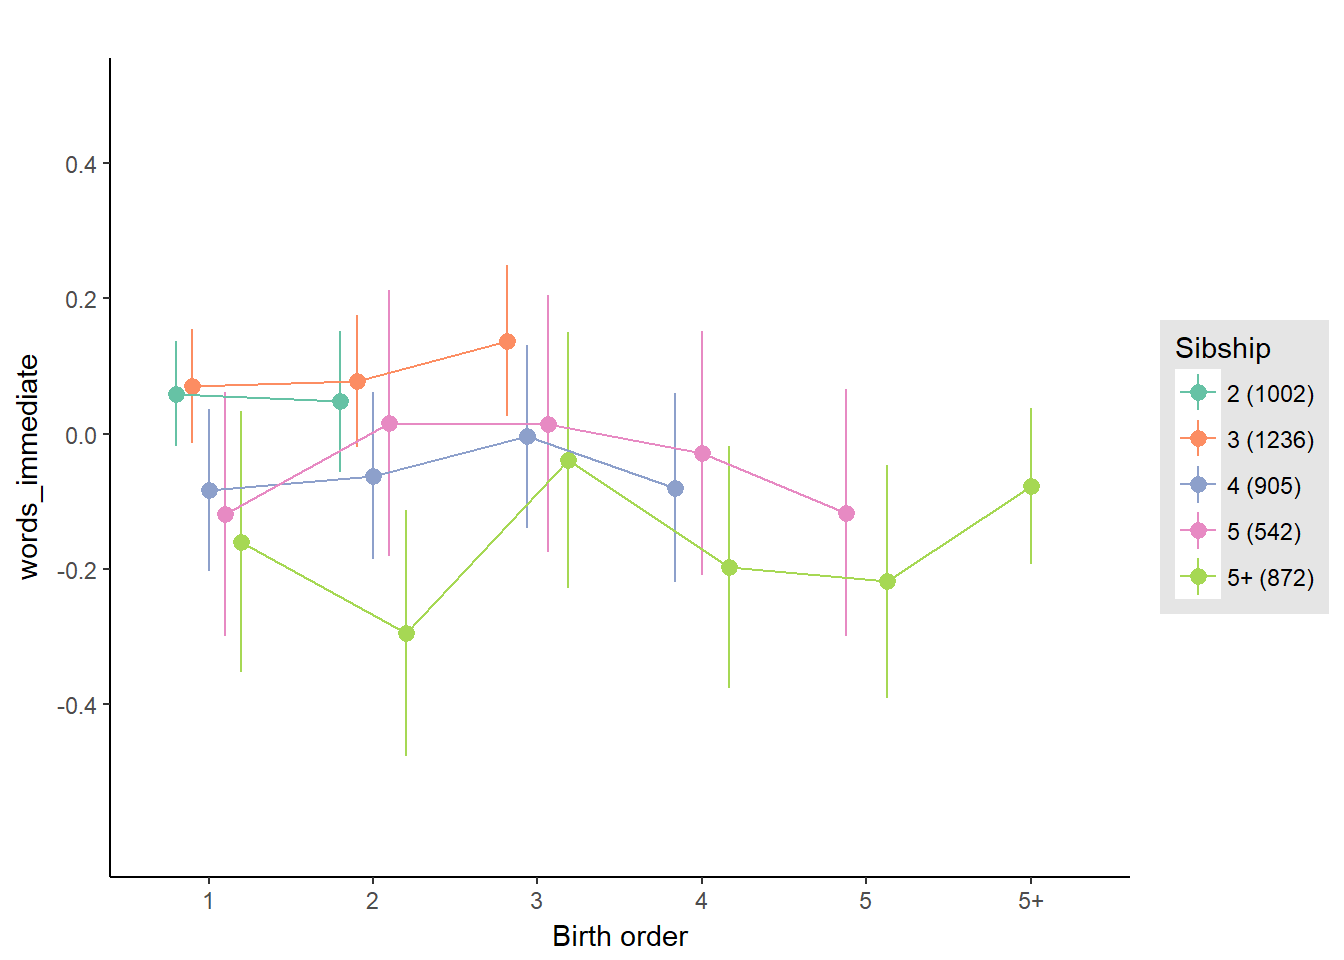 0.4
0.2
0.0
-0.2
-0.4
words_immediate
1 2 3 4 5 5+
Birth order
Sibship
2 (1002)
3 (1236)
4 (905)
5 (542)
5+ (872)